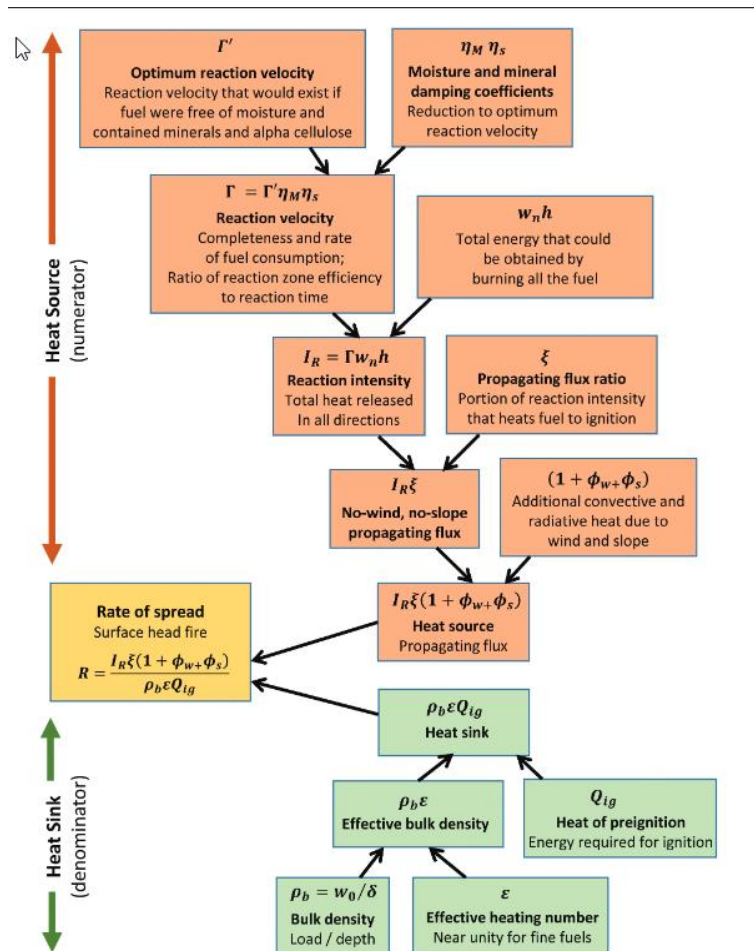 Γ′
Optimum reaction velocity
Reaction velocity that would exist if
fuel were free of moisture and
contained minerals and alpha cellulose
η_M η_s
Moisture and mineral
damping coefficients
Reduction to optimum
reaction velocity
Γ = Γ′η_Mη_s
Reaction velocity
Completeness and rate
of fuel consumption;
Ratio of reaction zone efficiency
to reaction time
w_n h
Total energy that could
be obtained by
burning all the fuel
Heat Source
(numerator)
I_R = Γw_n h
Reaction intensity
Total heat released
In all directions
ξ
Propagating flux ratio
Portion of reaction intensity
that heats fuel to ignition
I_R ξ
No-wind, no-slope
propagating flux
(1 + ϕ_w+ ϕ_s)
Additional convective and
radiative heat due to
wind and slope
Rate of spread
Surface head fire
R = I_R ξ(1 + ϕ_w+ ϕ_s)
ρ_b εQ_ig
I_R ξ(1 + ϕ_w+ ϕ_s)
Heat source
Propagating flux
ρ_b εQ_ig
Heat sink
Heat Sink
(denominator)
ρ_b ε
Effective bulk density
Q_ig
Heat of preignition
Energy required for ignition
ρ_b = w_0/δ
Bulk density
Load / depth
ε
Effective heating number
Near unity for fine fuels